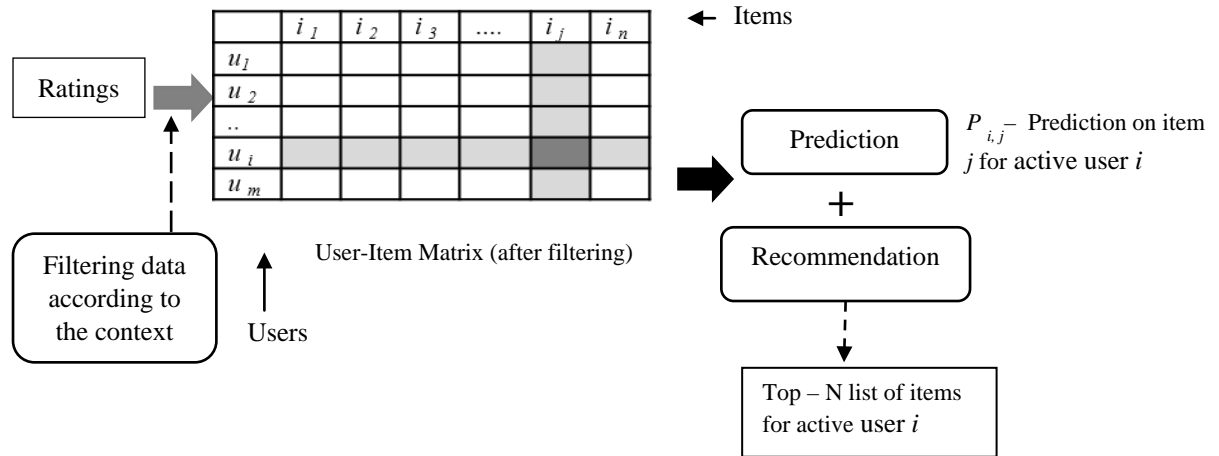 Items
i 1 i 2 i 3 .... i j i n
u 1
u 2
..
u i
u m
Ratings
Prediction
P i,j – Prediction on item
j for active user i
+
Recommendation
User-Item Matrix (after filtering)
Filtering data
according to
the context
Users
Top – N list of items
for active user i